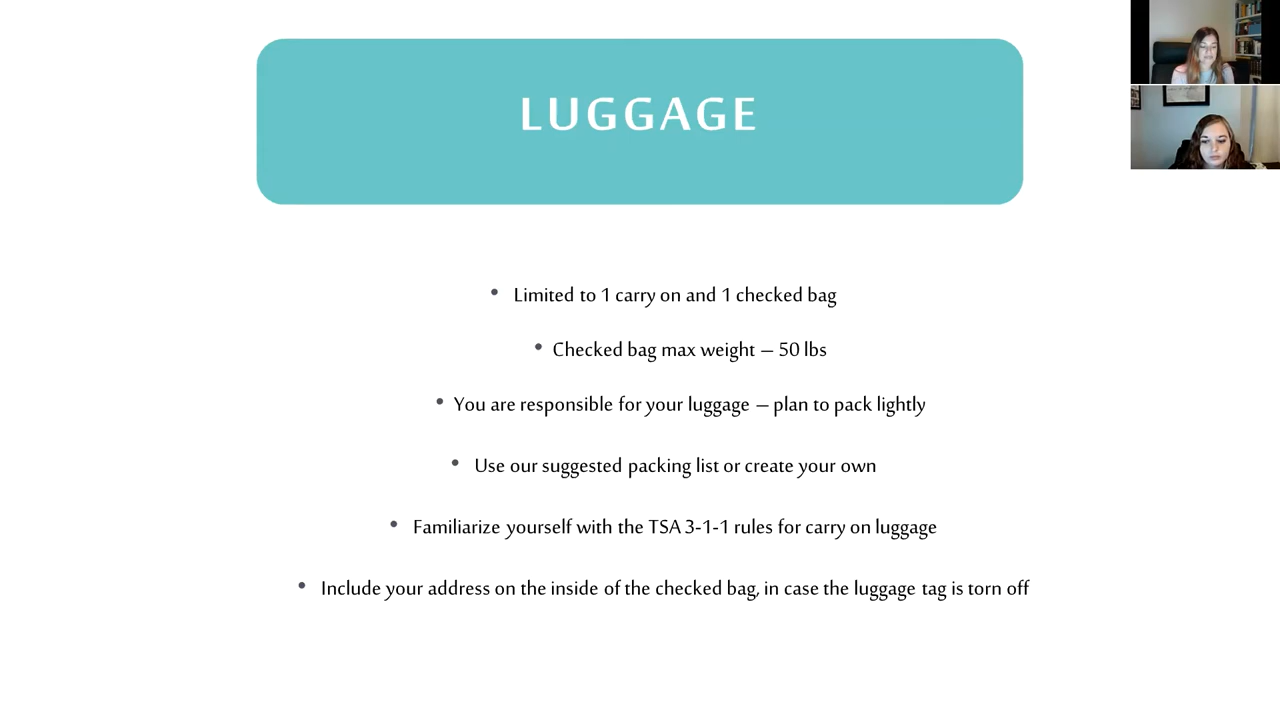 LUGGAGE
• Limited to 1 carry on and 1 checked bag
• Checked bag max weight – 50 lbs
• You are responsible for your luggage – plan to pack lightly
• Use our suggested packing list or create your own
• Familiarize yourself with the TSA 3-1-1 rules for carry on luggage
• Include your address on the inside of the checked bag, in case the luggage tag is torn off